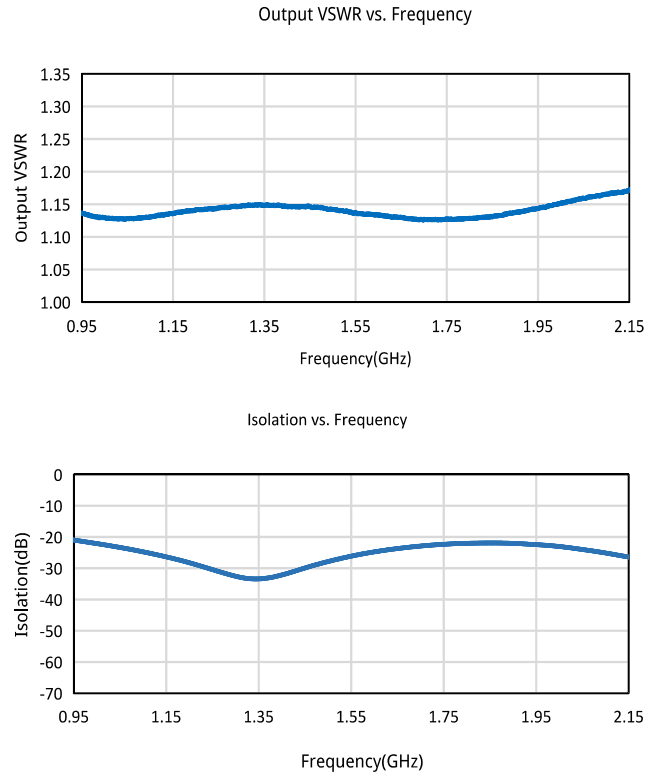 Output VSWR vs. Frequency
1.35
1.30
1.25
1.20
1.15
1.10
1.05
1.00
Output VSWR
0.95 1.15 1.35 1.55 1.75 1.95 2.15
Frequency(GHz)
Isolation vs. Frequency
0
-10
-20
-30
-40
-50
-60
-70
Isolation(dB)
0.95 1.15 1.35 1.55 1.75 1.95 2.15
Frequency(GHz)